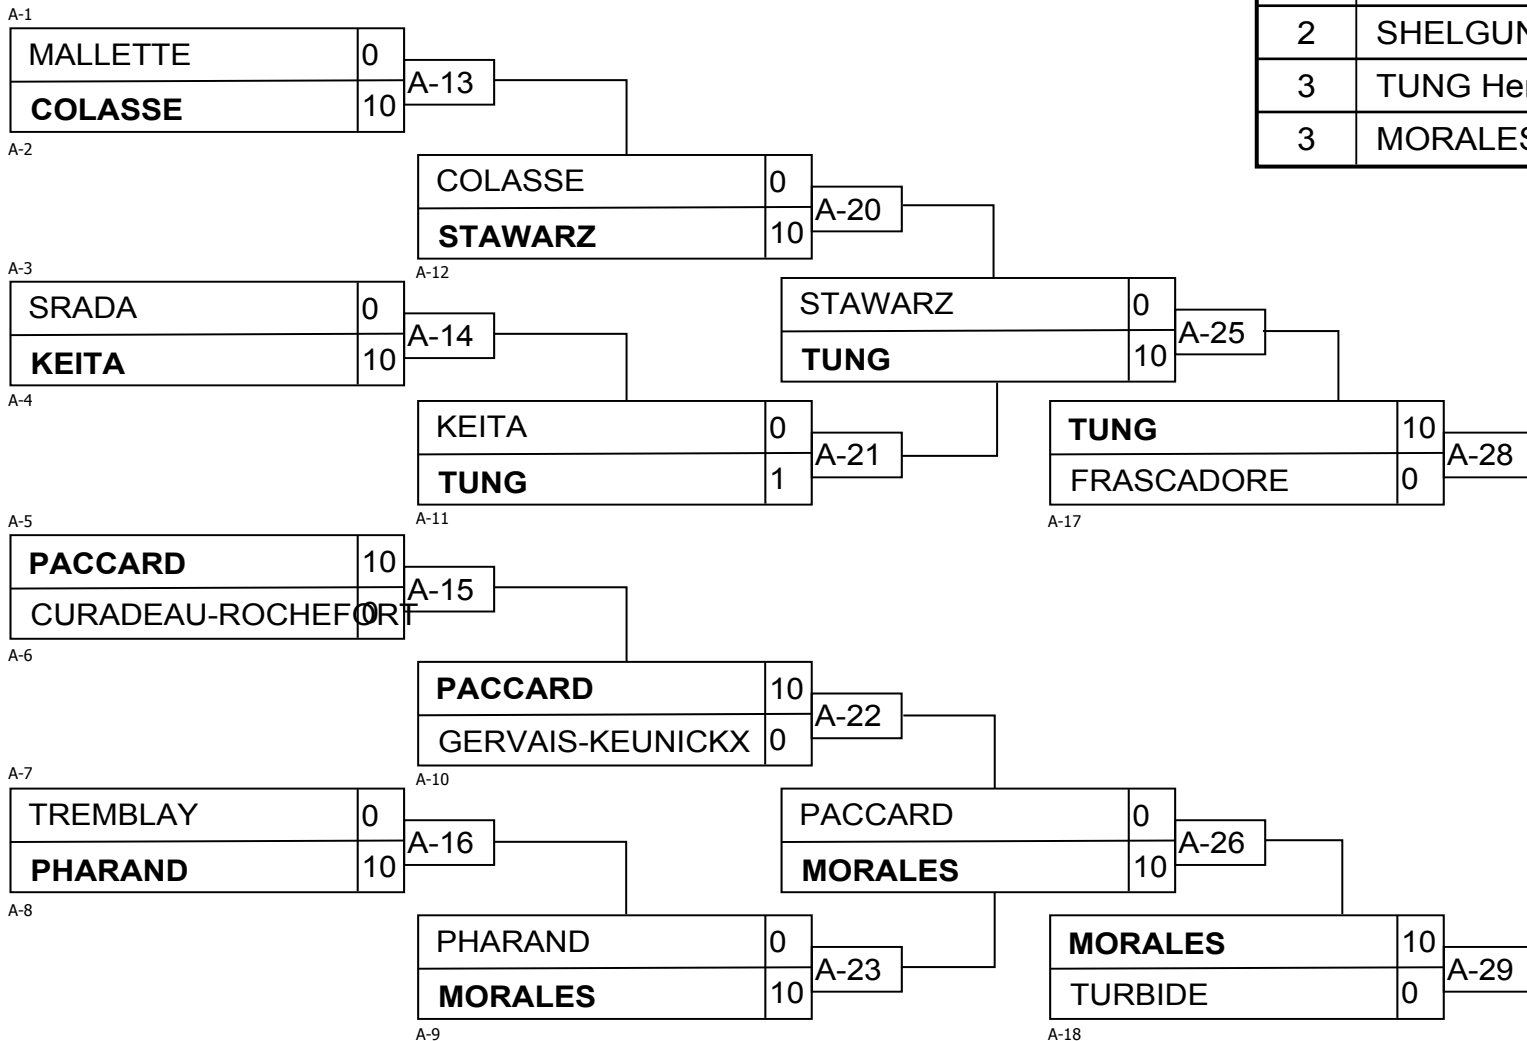 A-1
MALLETTE 0
COLASSE 10
A-13
A-2
2
3
3
COLASSE 0
STAWARZ 10
A-20
A-12
A-3
SRADA 0
KEITA 10
A-14
A-4
STAWARZ 0
TUNG 10
A-25
KEITA 0
TUNG 1
A-21
A-11
TUNG 10
FRASCADORE 0
A-28
A-17
A-5
PACCARD 10
CURADEAU-ROCHEFORT 0
A-15
A-6
PACCARD 10
GERVAIS-KEUNICKX 0
A-22
A-10
A-7
TREMBLAY 0
PHARAND 10
A-16
A-8
PACCARD 0
MORALES 10
A-26
PHARAND 0
MORALES 10
A-23
A-9
MORALES 10
TURBIDE 0
A-29
A-18
SHELGUN
TUNG Her
MORALES